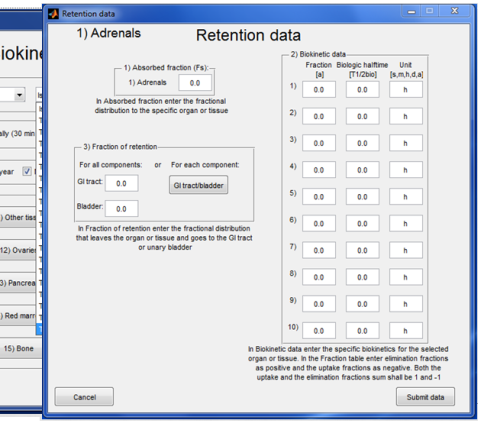 Retention data
1) Adrenals
Retention data
1) Absorbed fraction (Fs):
1) Adrenals 0.0
In Absorbed fraction enter the fractional
distribution to the specific organ or tissue
3) Fraction of retention
For all components: or For each component:
GI tract: 0.0 GI tract/bladder
Bladder: 0.0
In Fraction of retention enter the fractional distribution
that leaves the organ or tissue and goes to the GI tract
or unary bladder
2) Biokinetic data
Fraction Biologic halftime Unit
[a] [T1/2bio] [s,m,h,d,a]
1) 0.0 0.0 h
2) 0.0 0.0 h
3) 0.0 0.0 h
4) 0.0 0.0 h
5) 0.0 0.0 h
6) 0.0 0.0 h
7) 0.0 0.0 h
8) 0.0 0.0 h
9) 0.0 0.0 h
10) 0.0 0.0 h
In Biokinetic data enter the specific biokinetics for the selected
organ or tissue. In the Fraction table enter elimination fractions
as positive and the uptake fractions as negative. Both the
uptake and the elimination fractions sum shall be 1 and -1
Cancel
Submit data
iokine
ally (30 min
year
) Other tiss
12) Ovarie
3) Pancrea
) Red marr
15) Bone